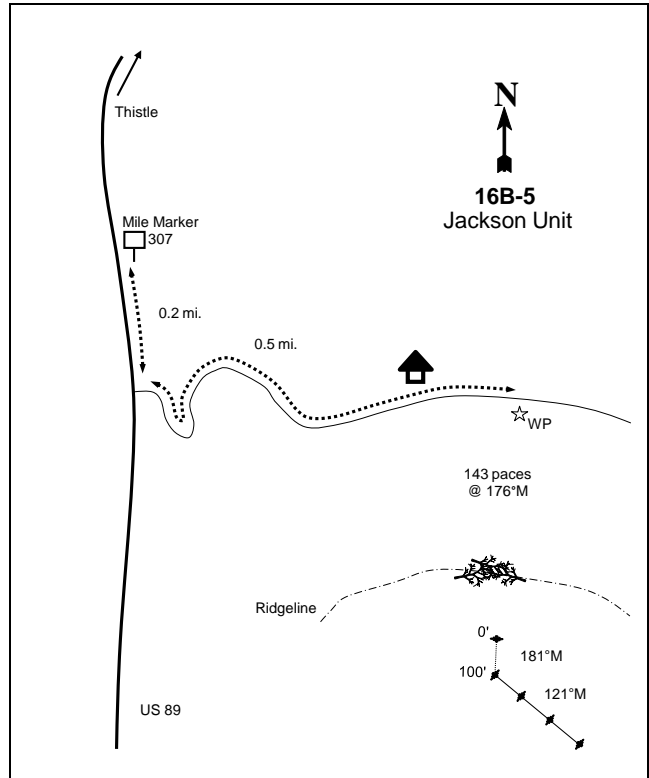 Thistle
N
16B-5
Jackson Unit
Mile Marker
307
0.2 mi.
0.5 mi.
WP
143 paces
@ 176°M
Ridgeline
0'
181°M
100'
121°M
US 89